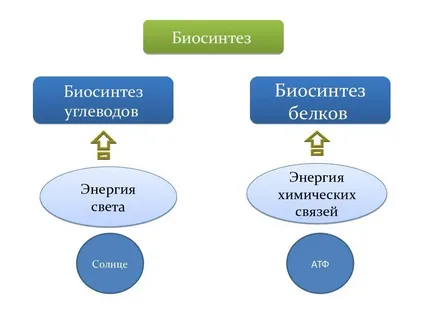 Биосинтез
Биосинтез
углеводов
Биосинтез
белков
Энергия
света
Энергия
химических
связей
Солнце
АТФ